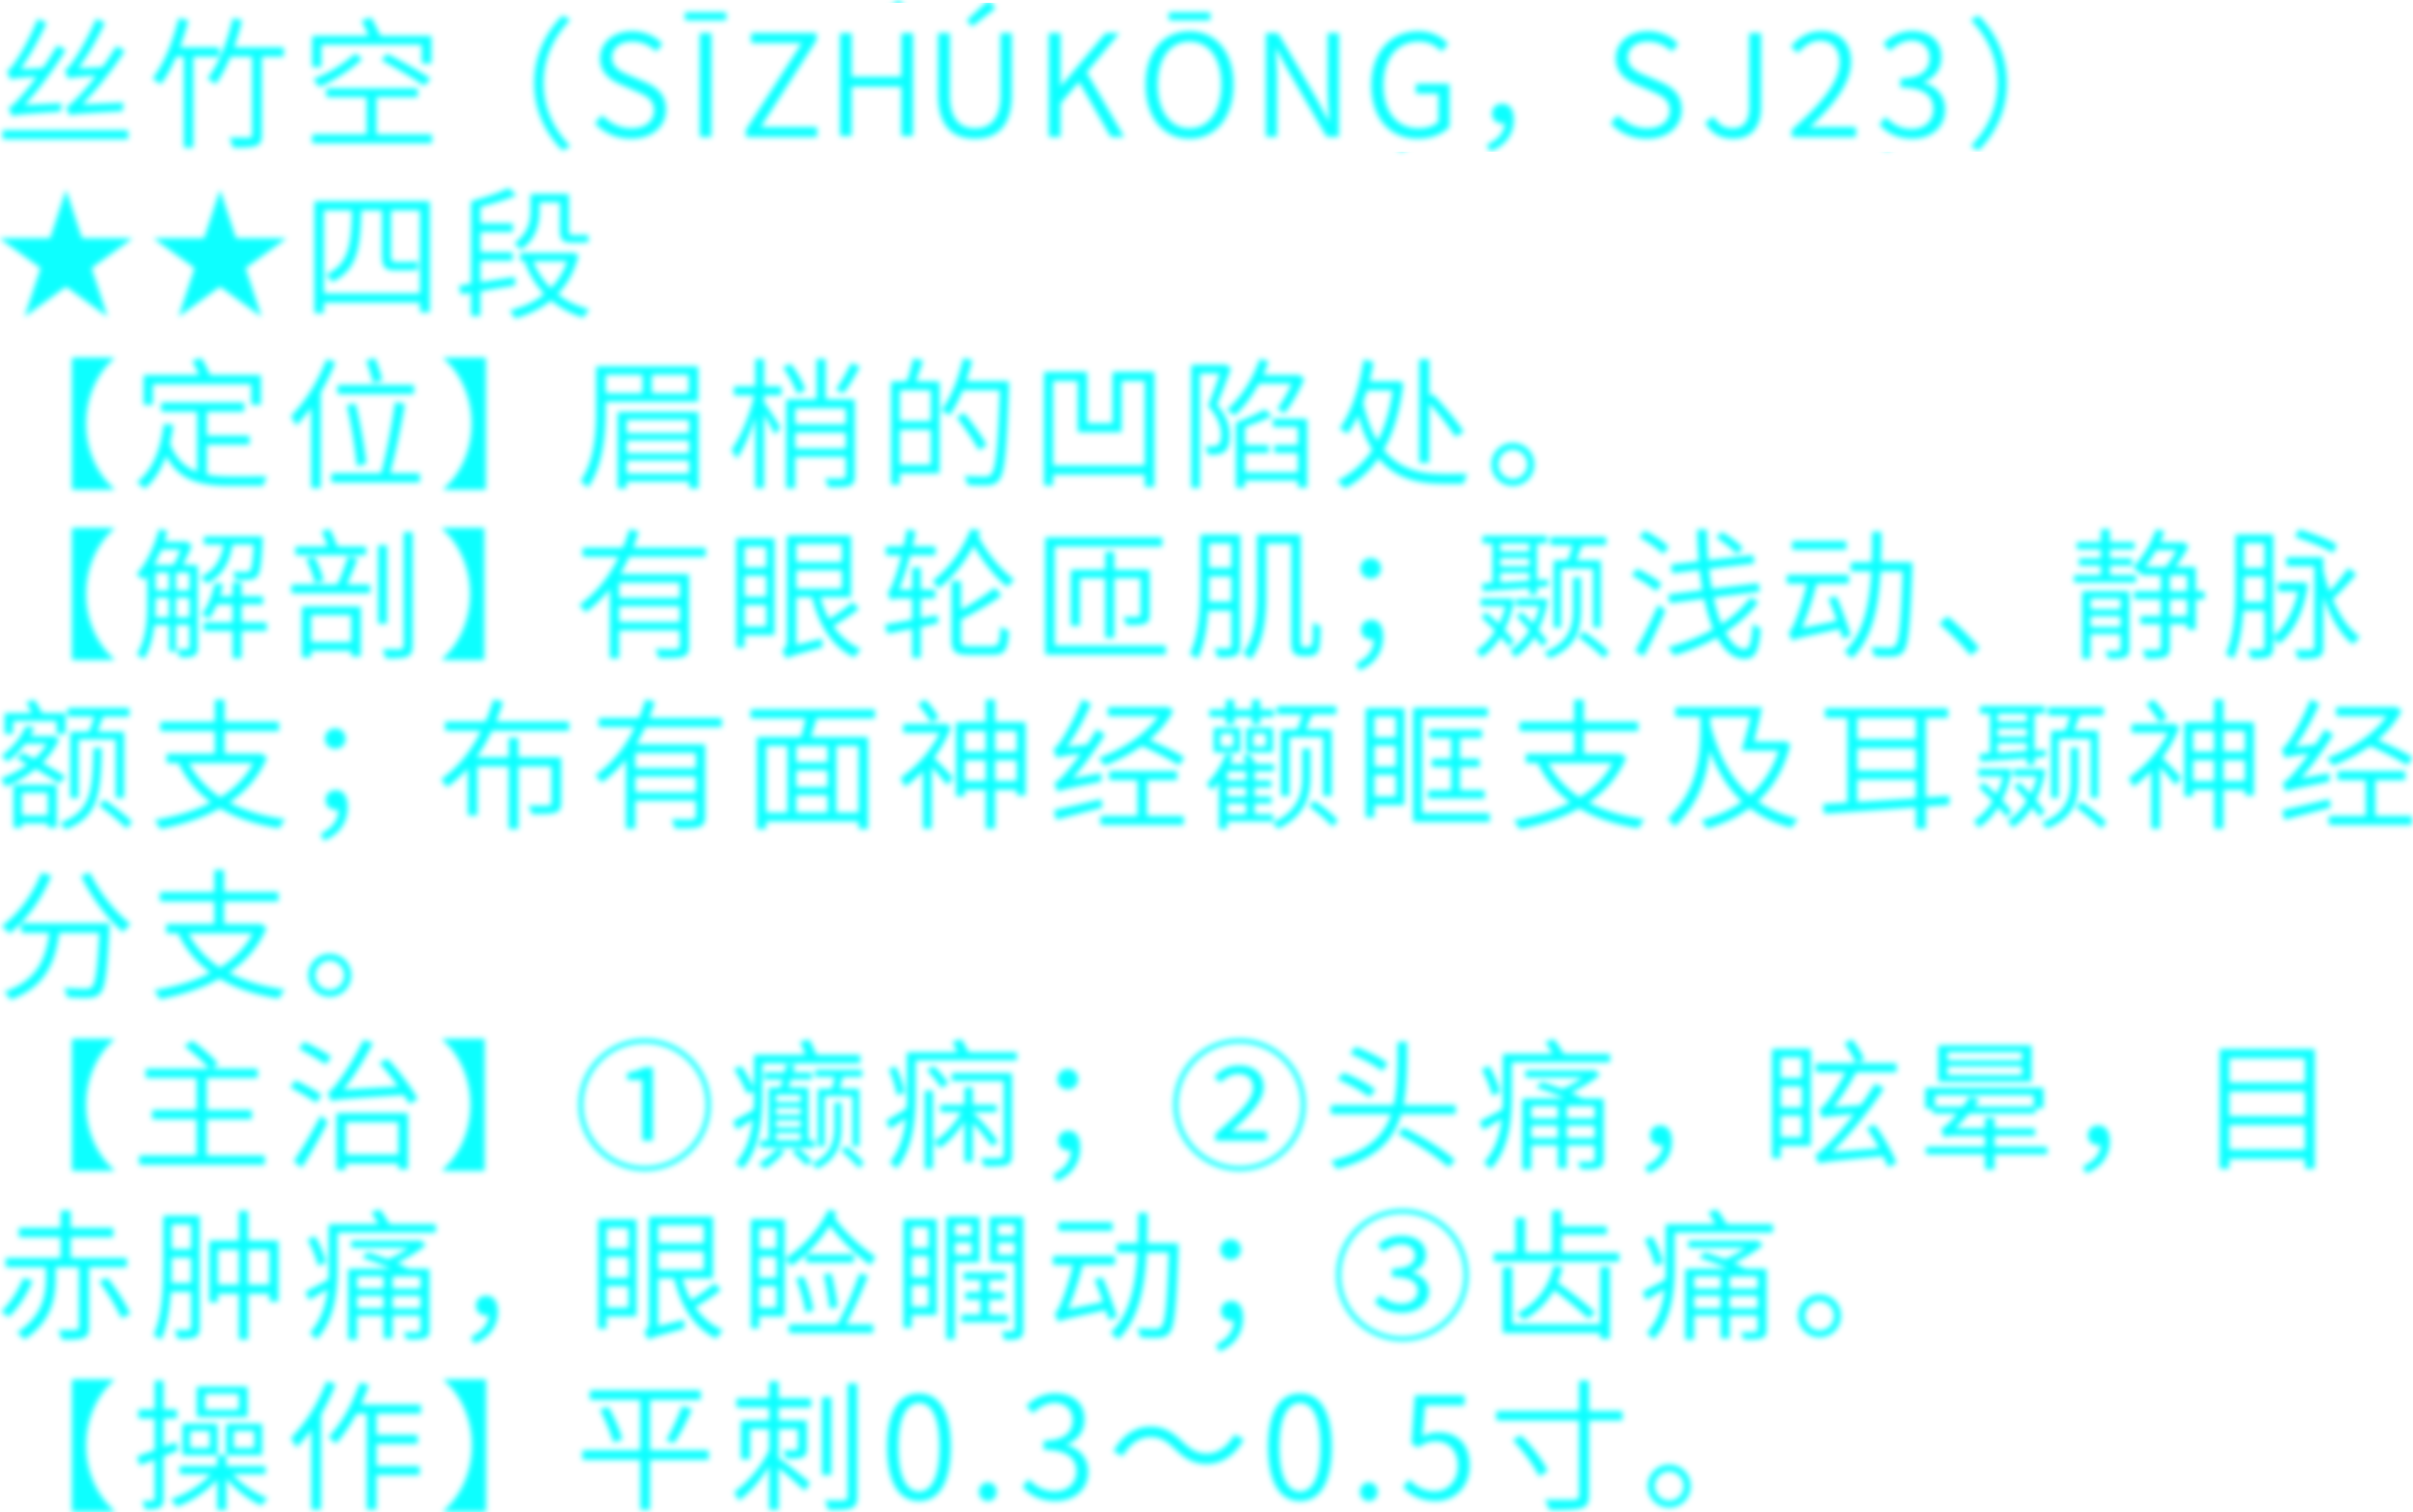 丝竹空（SĪZHÚKŌNG，SJ23）
★★四段
【定位】眉梢的凹陷处。
【解剖】有眼轮匝肌；颞浅动、静脉
额支；布有面神经颧眶支及耳颞神经
分支。
【主治】①癫痫；②头痛，眩晕，目
赤肿痛，眼睑瞤动；③齿痛。
【操作】平刺0.3～0.5寸。